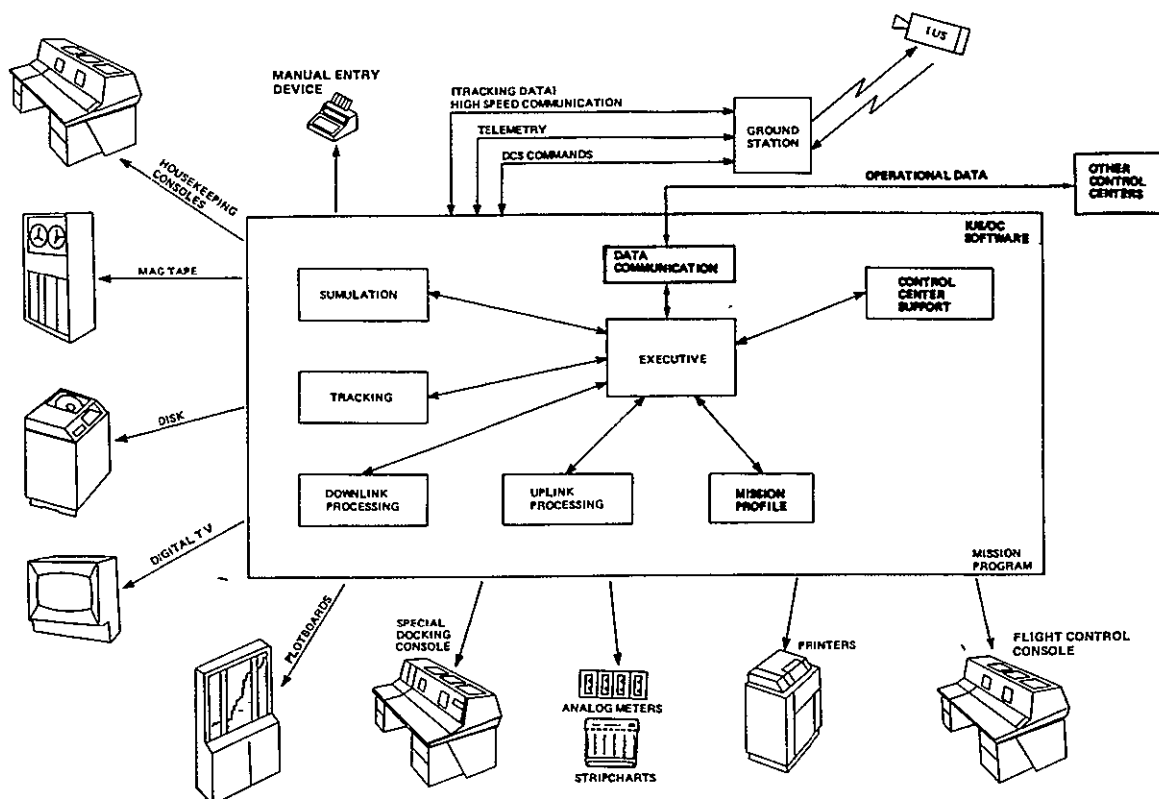 IUS
MANUAL ENTRY
DEVICE
(TRACKING DATA)
HIGH SPEED COMMUNICATION
TELEMETRY
DCS COMMANDS
GROUND
STATION
OPERATIONAL DATA
OTHER
CONTROL
CENTERS
HOUSEKEEPING
CONSOLES
MAG TAPE
DISK
DIGITAL TV
SOFTWARE
DATA
COMMUNICATION
SUMULATION
CONTROL
CENTER
SUPPORT
EXECUTIVE
TRACKING
DOWNLINK
PROCESSING
UPLINK
PROCESSING
MISSION
PROFILE
MISSION
PROGRAM
PLOTBOARDS
SPECIAL
DOCKING
CONSOLE
ANALOG METERS
STRIPCHARTS
PRINTERS
FLIGHT CONTROL
CONSOLE